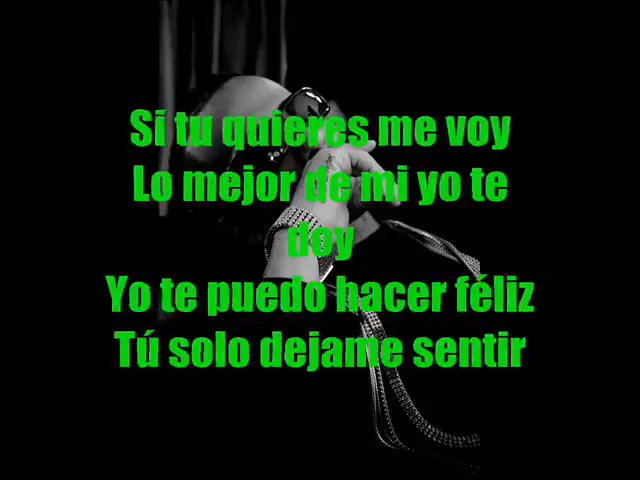 Si tu quieres me voy
Lo mejor de mi yo te
doy
Yo te puedo hacer féliz
Tú solo dejame sentir